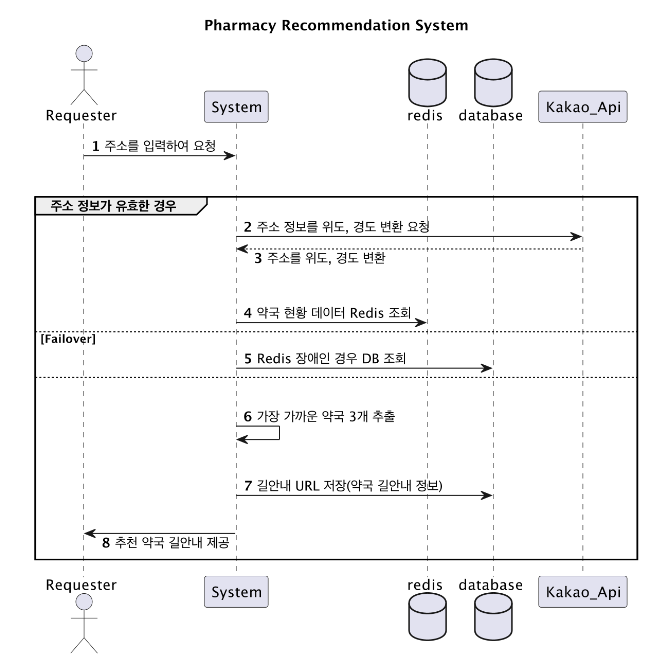 Pharmacy Recommendation System
Requester
System
redis
database
Kakao_Api
1 주소를 입력하여 요청
주소 정보가 유효한 경우
2 주소 정보를 위도, 경도 변환 요청
3 주소를 위도, 경도 변환
4 약국 현황 데이터 Redis 조회
[Failover]
5 Redis 장애인 경우 DB 조회
6 가장 가까운 약국 3개 추출
7 길안내 URL 저장(약국 길안내 정보)
8 추천 약국 길안내 제공
Requester
System
redis
database
Kakao_Api